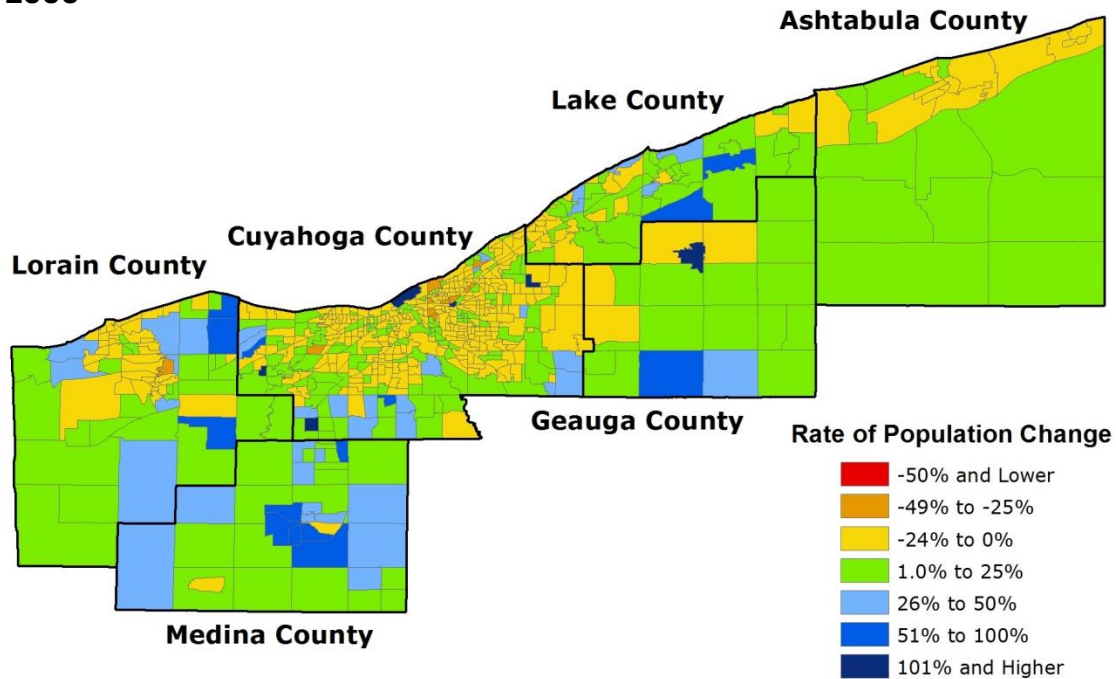 Ashtabula County
Lake County
Cuyahoga County
Lorain County
Geauga County
Medina County
Rate of Population Change
-50% and Lower
-49% to -25%
-24% to 0%
1.0% to 25%
26% to 50%
51% to 100%
101% and Higher